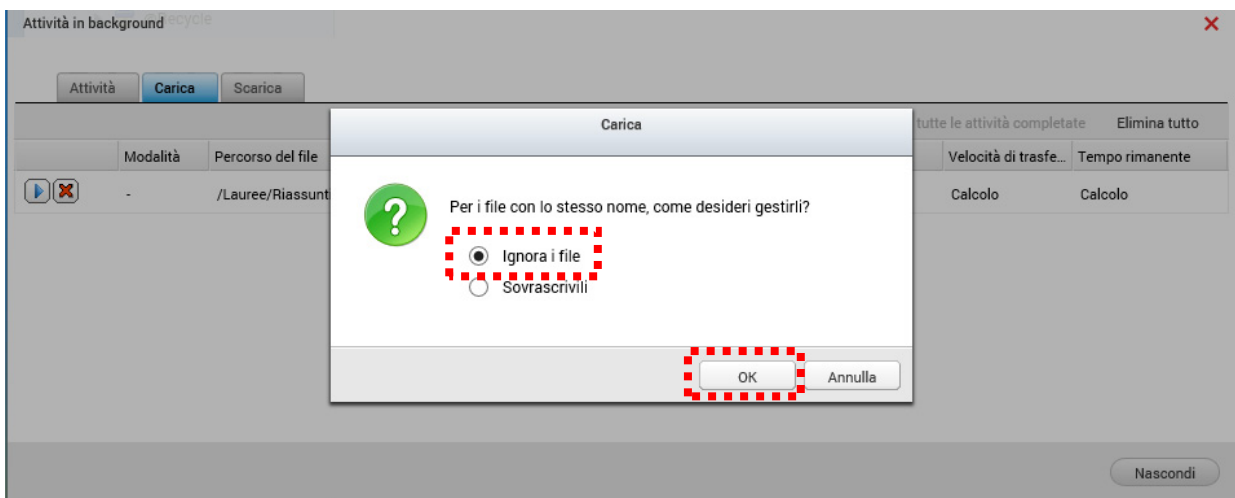 Attività in background
Recycle
Attività Carica Scarica
Carica
tutte le attività completate Elimina tutto
Modalità Percorso del file Velocità di trasfe... Tempo rimanente
- /Lauree/Riassunt Calcolo Calcolo
Per i file con lo stesso nome, come desideri gestirli?
Ignora i file
Sovrascrivili
OK Annulla
Nascondi